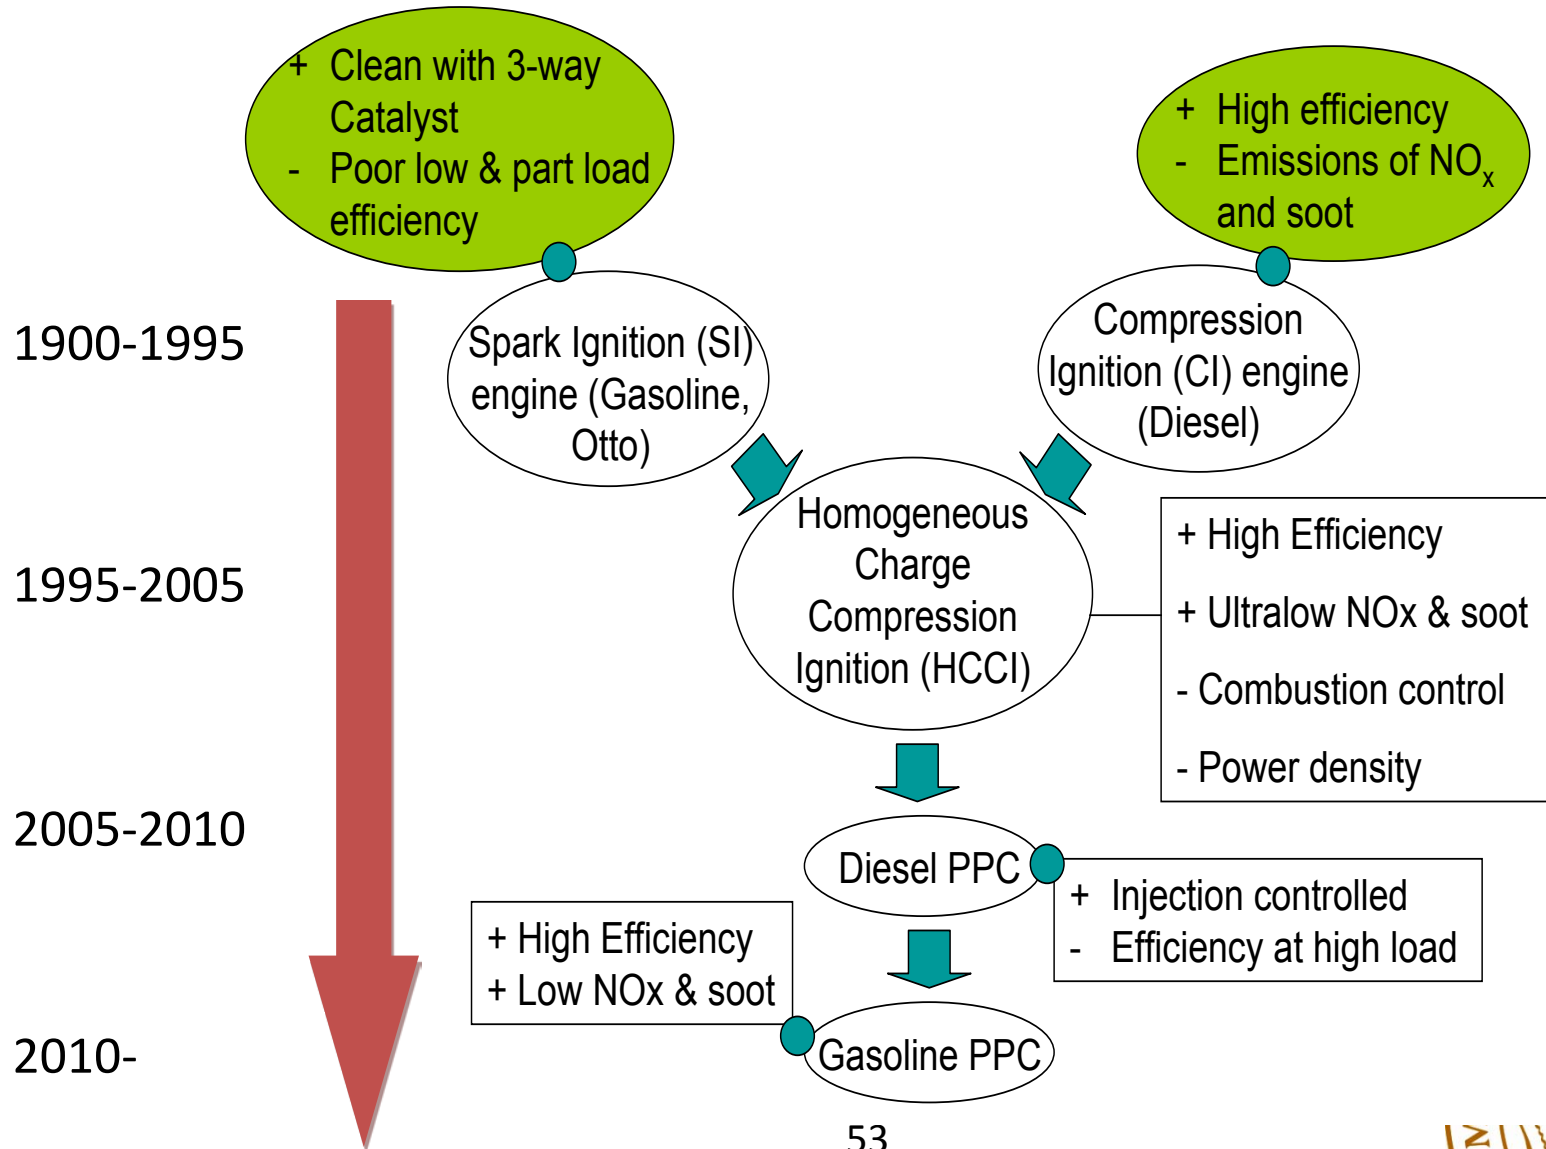 + Clean with 3-way
Catalyst
- Poor low & part load
efficiency
+ High efficiency
- Emissions of NOx
and soot
1900-1995
Spark Ignition (SI)
engine (Gasoline,
Otto)
Compression
Ignition (CI) engine
(Diesel)
1995-2005
Homogeneous
Charge
Compression
Ignition (HCCI)
+ High Efficiency
+ Ultralow NOx & soot
- Combustion control
- Power density
2005-2010
Diesel PPC
+ Injection controlled
- Efficiency at high load
+ High Efficiency
+ Low NOx & soot
2010-
Gasoline PPC
53